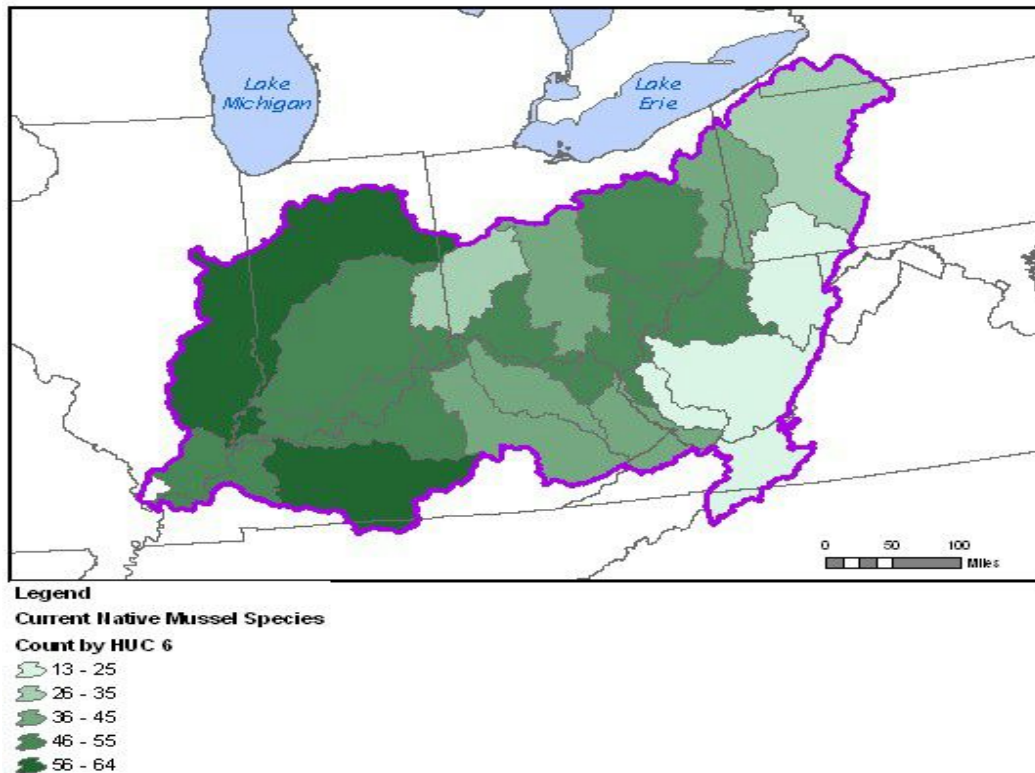 Lake
Michigan
Lake
Erie
0 50 100
Miles
Legend
Current Native Mussel Species
Count by HUC 6
13 - 25
26 - 35
36 - 45
46 - 55
56 - 64